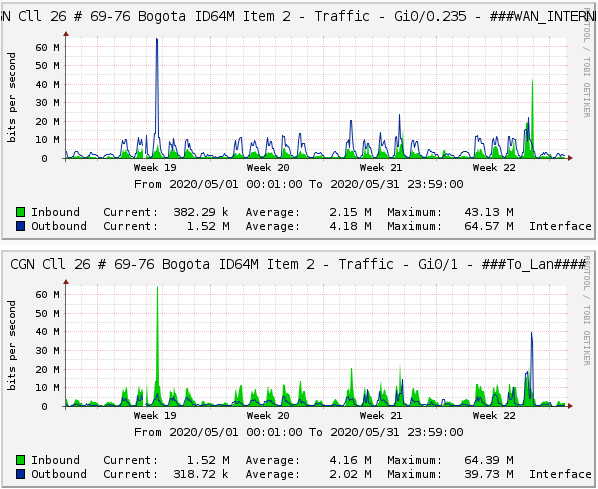 GN Cll 26 # 69-76 Bogota ID64M Item 2 - Traffic - Gi0/0.235 - ###WAN_INTERN
RRDTOOL / TOBI OETIKER
bits per second
60 M
50 M
40 M
30 M
20 M
10 M
0
Week 19 Week 20 Week 21 Week 22
From 2020/05/01 00:01:00 To 2020/05/31 23:59:00
Inbound Current: 382.29 k Average: 2.15 M Maximum: 43.13 M
Outbound Current: 1.52 M Average: 4.18 M Maximum: 64.57 M Interface
CGN Cll 26 # 69-76 Bogota ID64M Item 2 - Traffic - Gi0/1 - ###To_Lan####
RRDTOOL / TOBI OETIKER
bits per second
60 M
50 M
40 M
30 M
20 M
10 M
0
Week 19 Week 20 Week 21 Week 22
From 2020/05/01 00:01:00 To 2020/05/31 23:59:00
Inbound Current: 1.52 M Average: 4.16 M Maximum: 64.39 M
Outbound Current: 318.72 k Average: 2.02 M Maximum: 39.73 M Interface